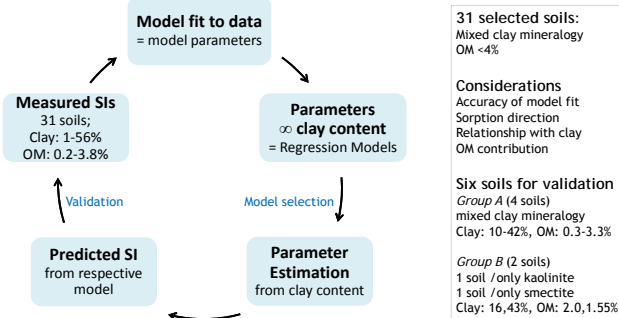 Model fit to data
= model parameters
Measured SIs
31 soils;
Clay: 1-56%
OM: 0.2-3.8%
Parameters
∞ clay content
= Regression Models
Validation
Model selection
Predicted SI
from respective
model
Parameter
Estimation
from clay content
31 selected soils:
Mixed clay mineralogy
OM <4%
Considerations
Accuracy of model fit
Sorption direction
Relationship with clay
OM contribution
Six soils for validation
Group A (4 soils)
mixed clay mineralogy
Clay: 10-42%, OM: 0.3-3.3%
Group B (2 soils)
1 soil /only kaolinite
1 soil /only smectite
Clay: 16,43%, OM: 2.0,1.55%